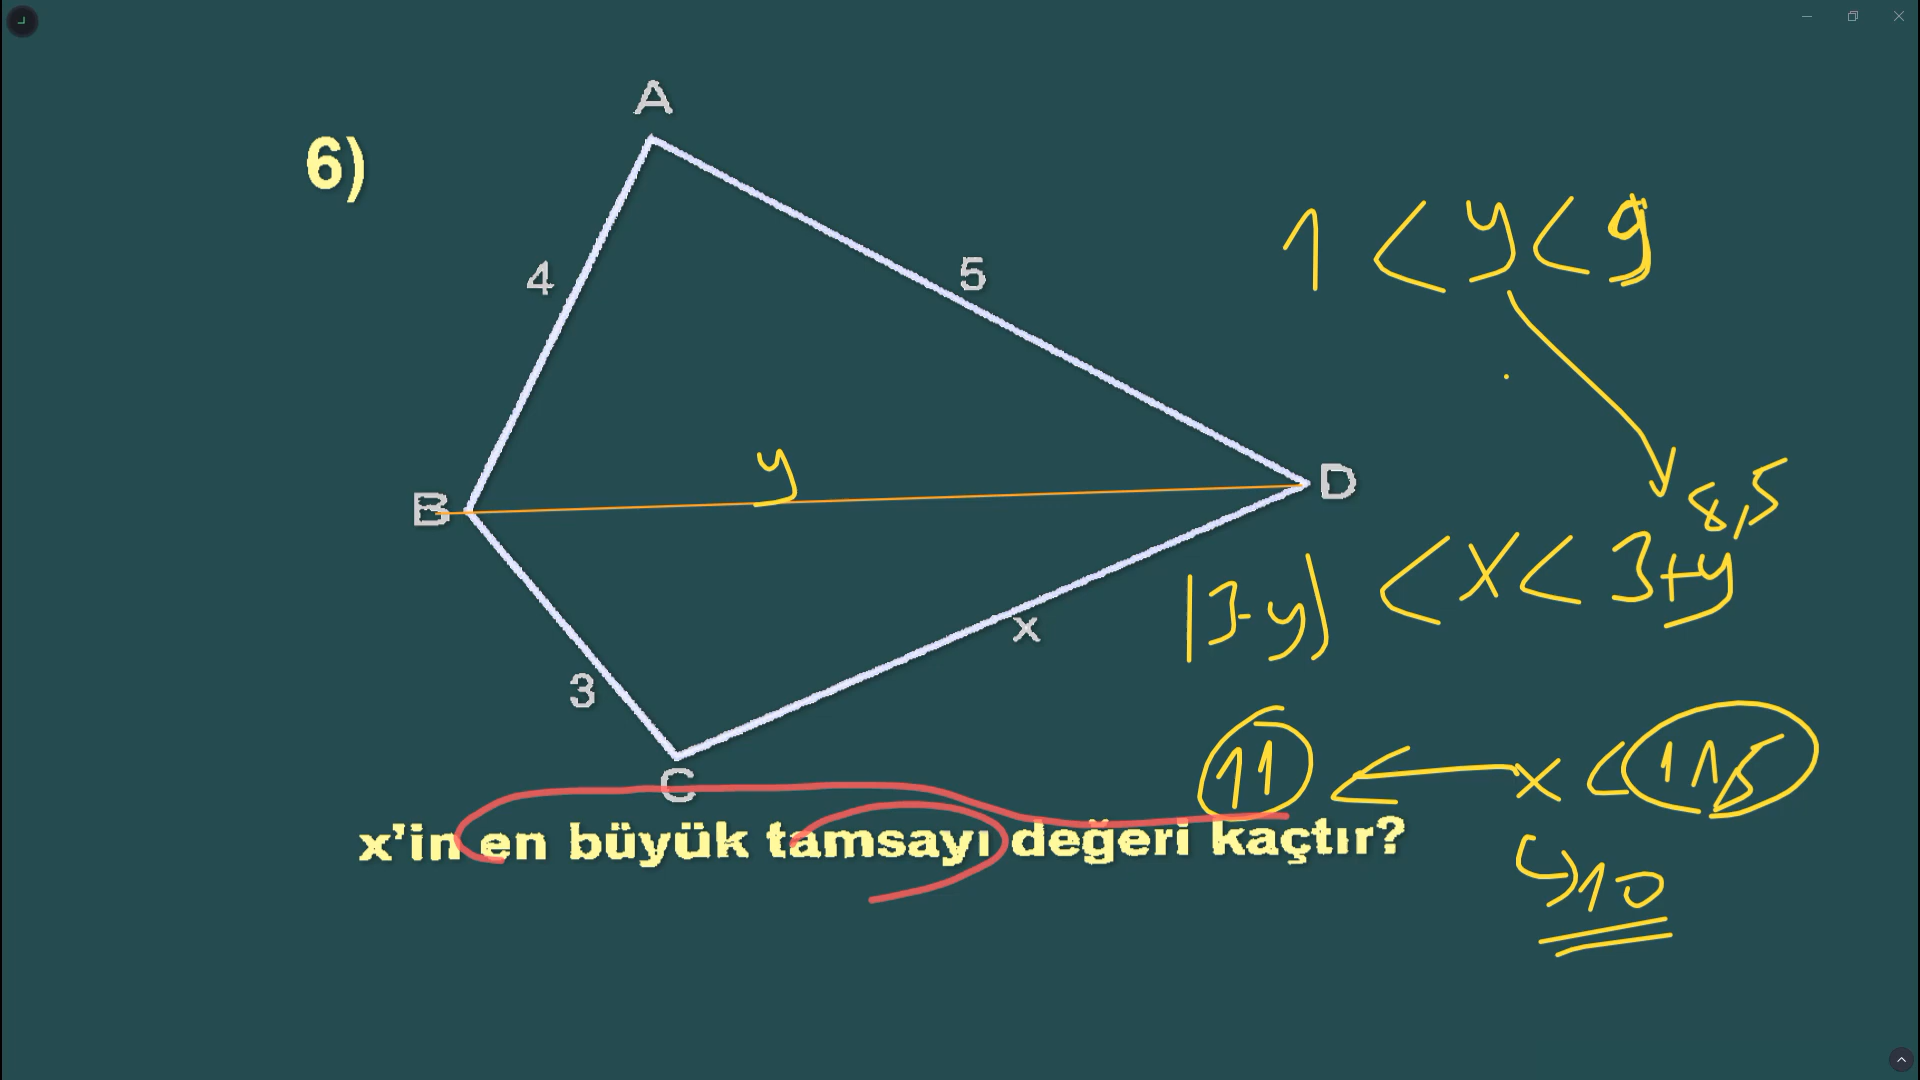 6)
A
4
5
1 < y < 9
y
B
D
8,5
|3-y| < x < 3+y
x
3
C
11 x < 11,5
x’in en büyük tamsayı değeri kaçtır?
10